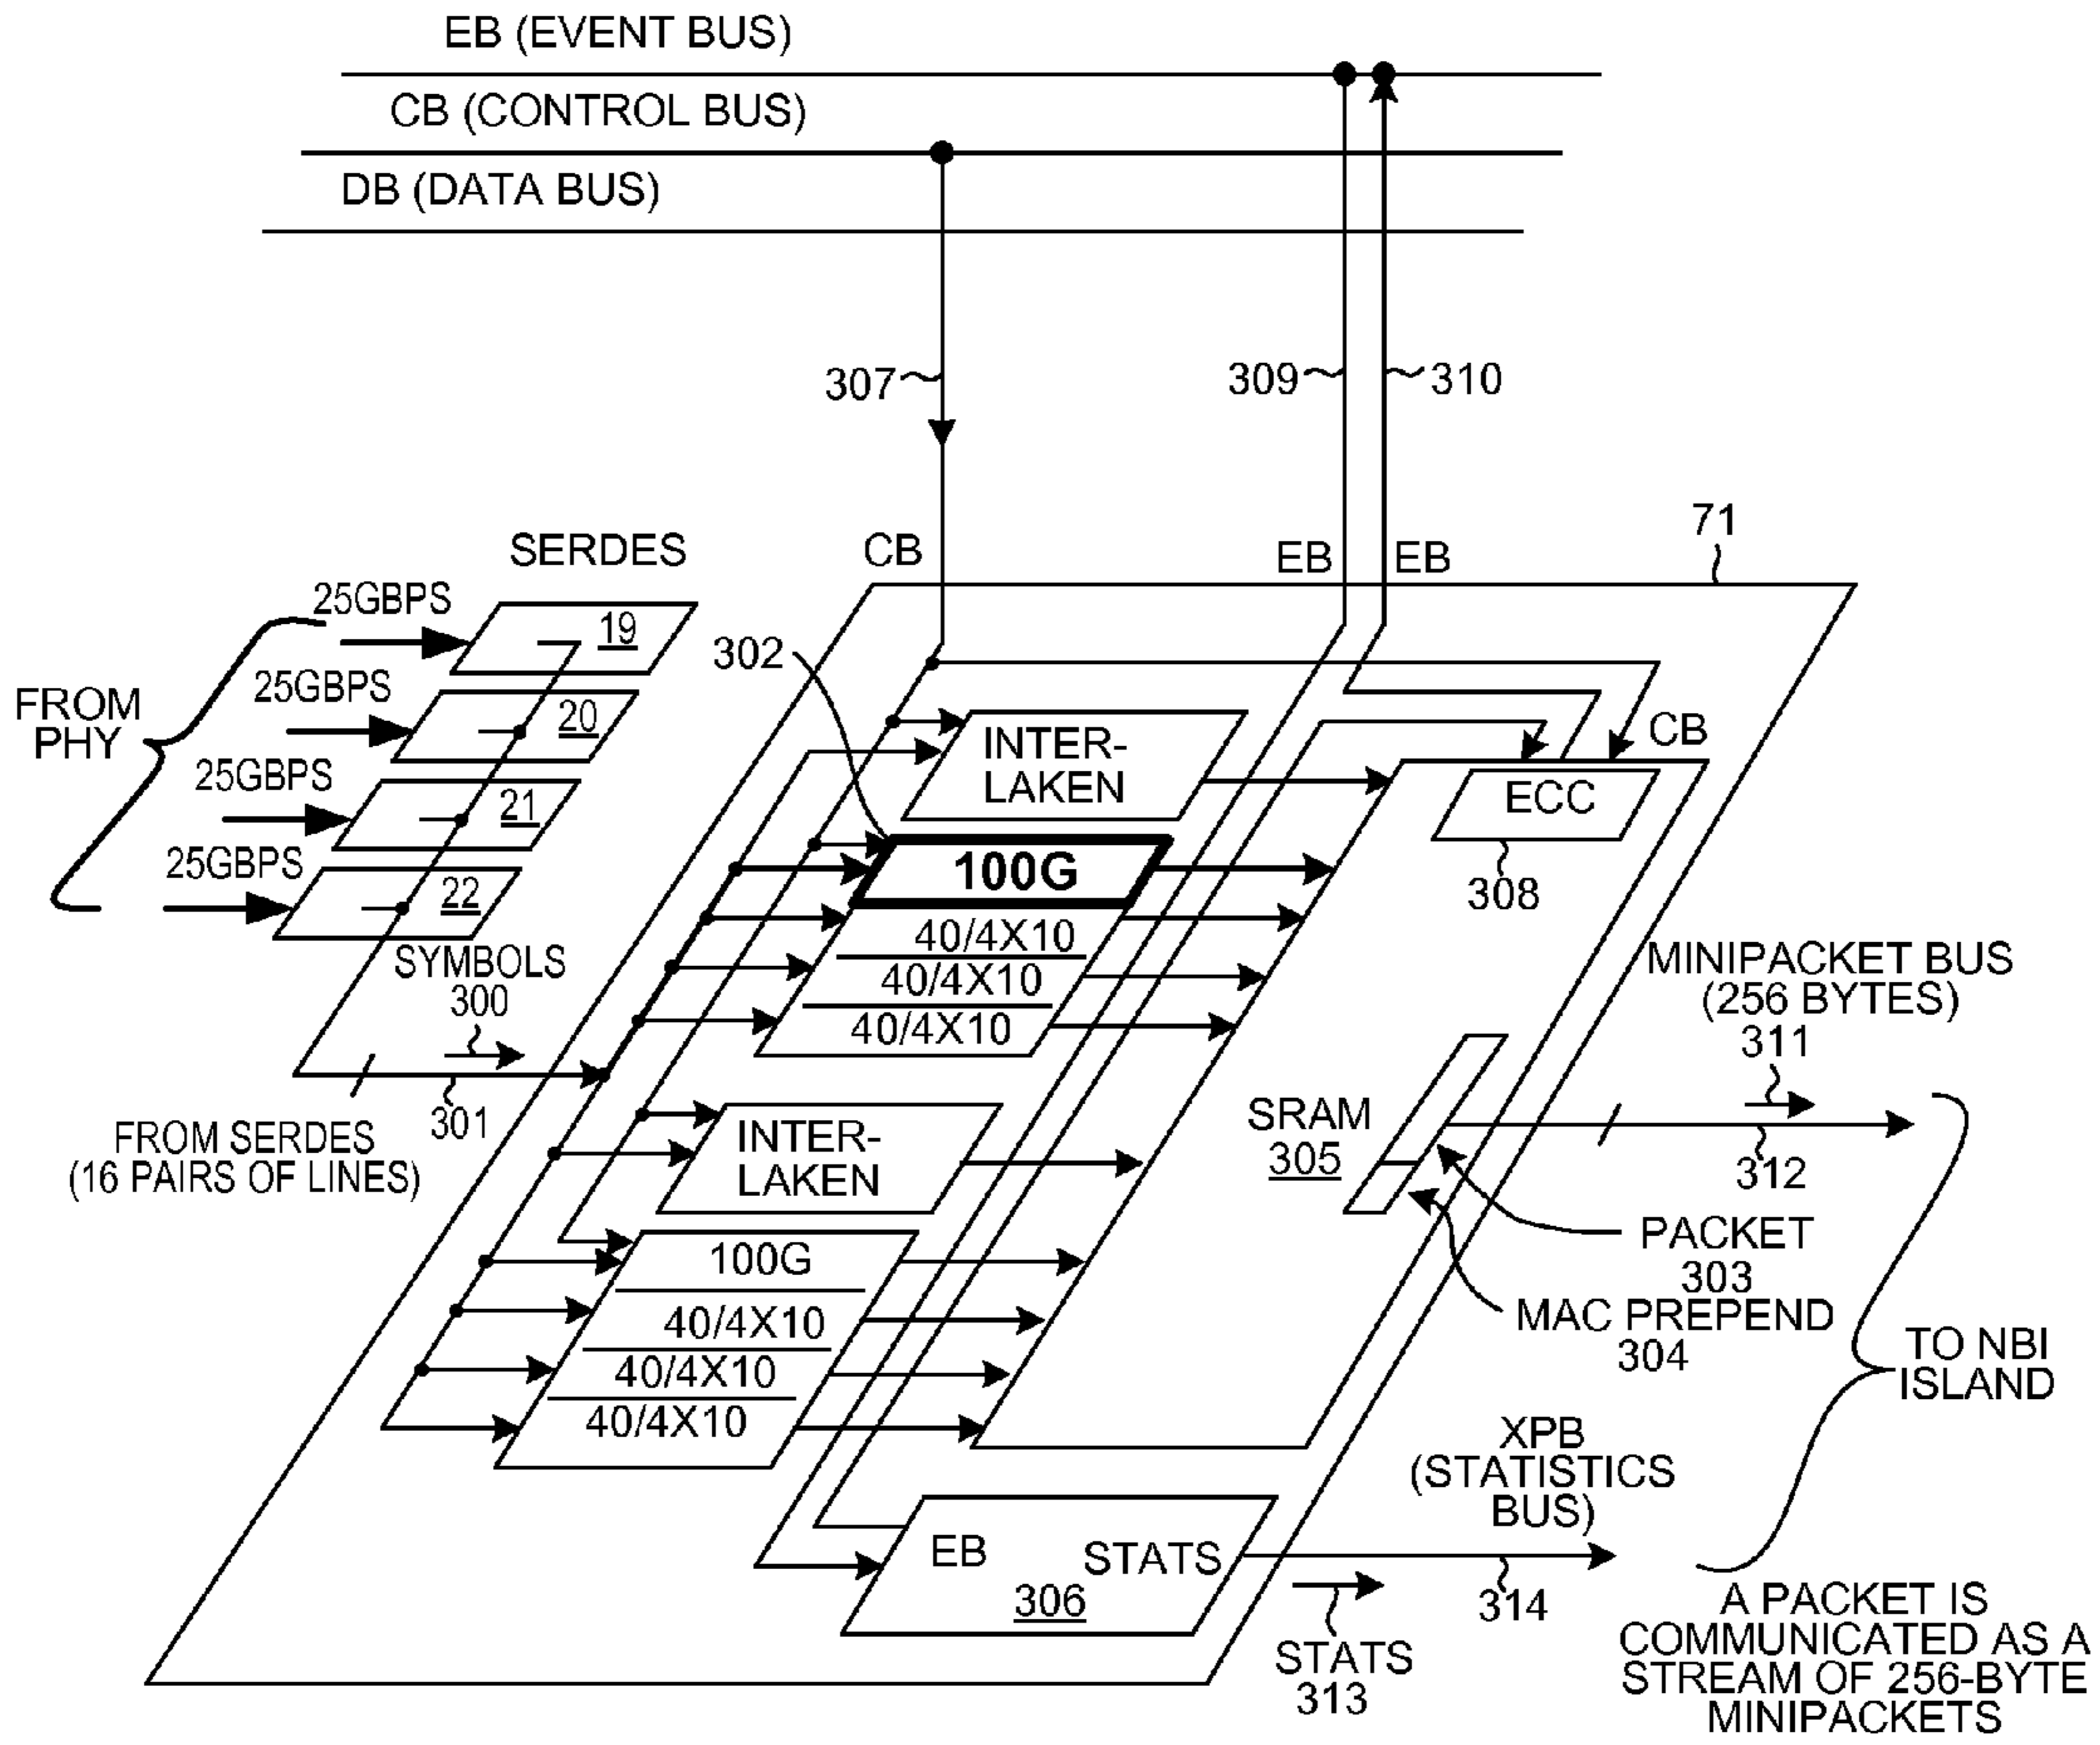 EB (EVENT BUS)
CB (CONTROL BUS)
DB (DATA BUS)
307
309
310
71
SERDES
CB
EB
EB
25GBPS
19
302
25GBPS
20
FROM
PHY
25GBPS
21
25GBPS
22
INTER-
LAKEN
CB
ECC
308
100G
40/4X10
40/4X10
40/4X10
SYMBOLS
300
301
FROM SERDES
(16 PAIRS OF LINES)
MINIPACKET BUS
(256 BYTES)
311
312
SRAM
305
INTER-
LAKEN
PACKET
303
MAC PREPEND
304
100G
40/4X10
40/4X10
40/4X10
TO NBI
ISLAND
XPB
(STATISTICS
BUS)
EB
STATS
306
314
STATS
313
A PACKET IS
COMMUNICATED AS A
STREAM OF 256-BYTE
MINIPACKETS